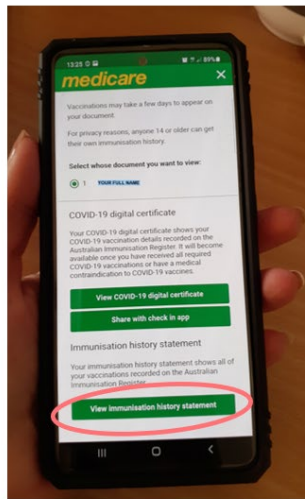 13:25
89%
medicare
Vaccinations may take a few days to appear on
your document.
For privacy reasons, anyone 14 or older can get
their own immunisation history.
Select whose document you want to view:
1 YOUR FULL NAME
COVID-19 digital certificate
Your COVID-19 digital certificate shows your
COVID-19 vaccination details recorded on the
Australian Immunisation Register. It will become
available once you have received all required
COVID-19 vaccinations or have a medical
contraindication to COVID-19 vaccines.
View COVID-19 digital certificate
Share with check in app
Immunisation history statement
Your immunisation history statement shows all of
your vaccinations recorded on the Australian
Immunisation Register.
View immunisation history statement